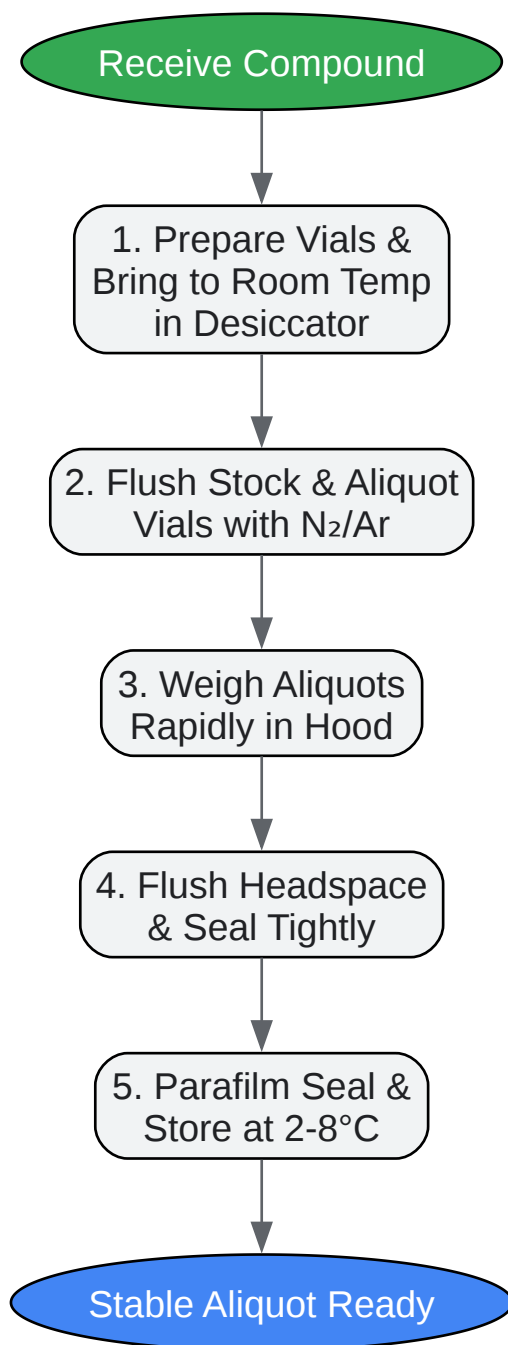 Receive Compound
1. Prepare Vials &
Bring to Room Temp
in Desiccator
2. Flush Stock & Aliquot
Vials with N₂/Ar
3. Weigh Aliquots
Rapidly in Hood
4. Flush Headspace
& Seal Tightly
5. Parafilm Seal &
Store at 2-8°C
Stable Aliquot Ready